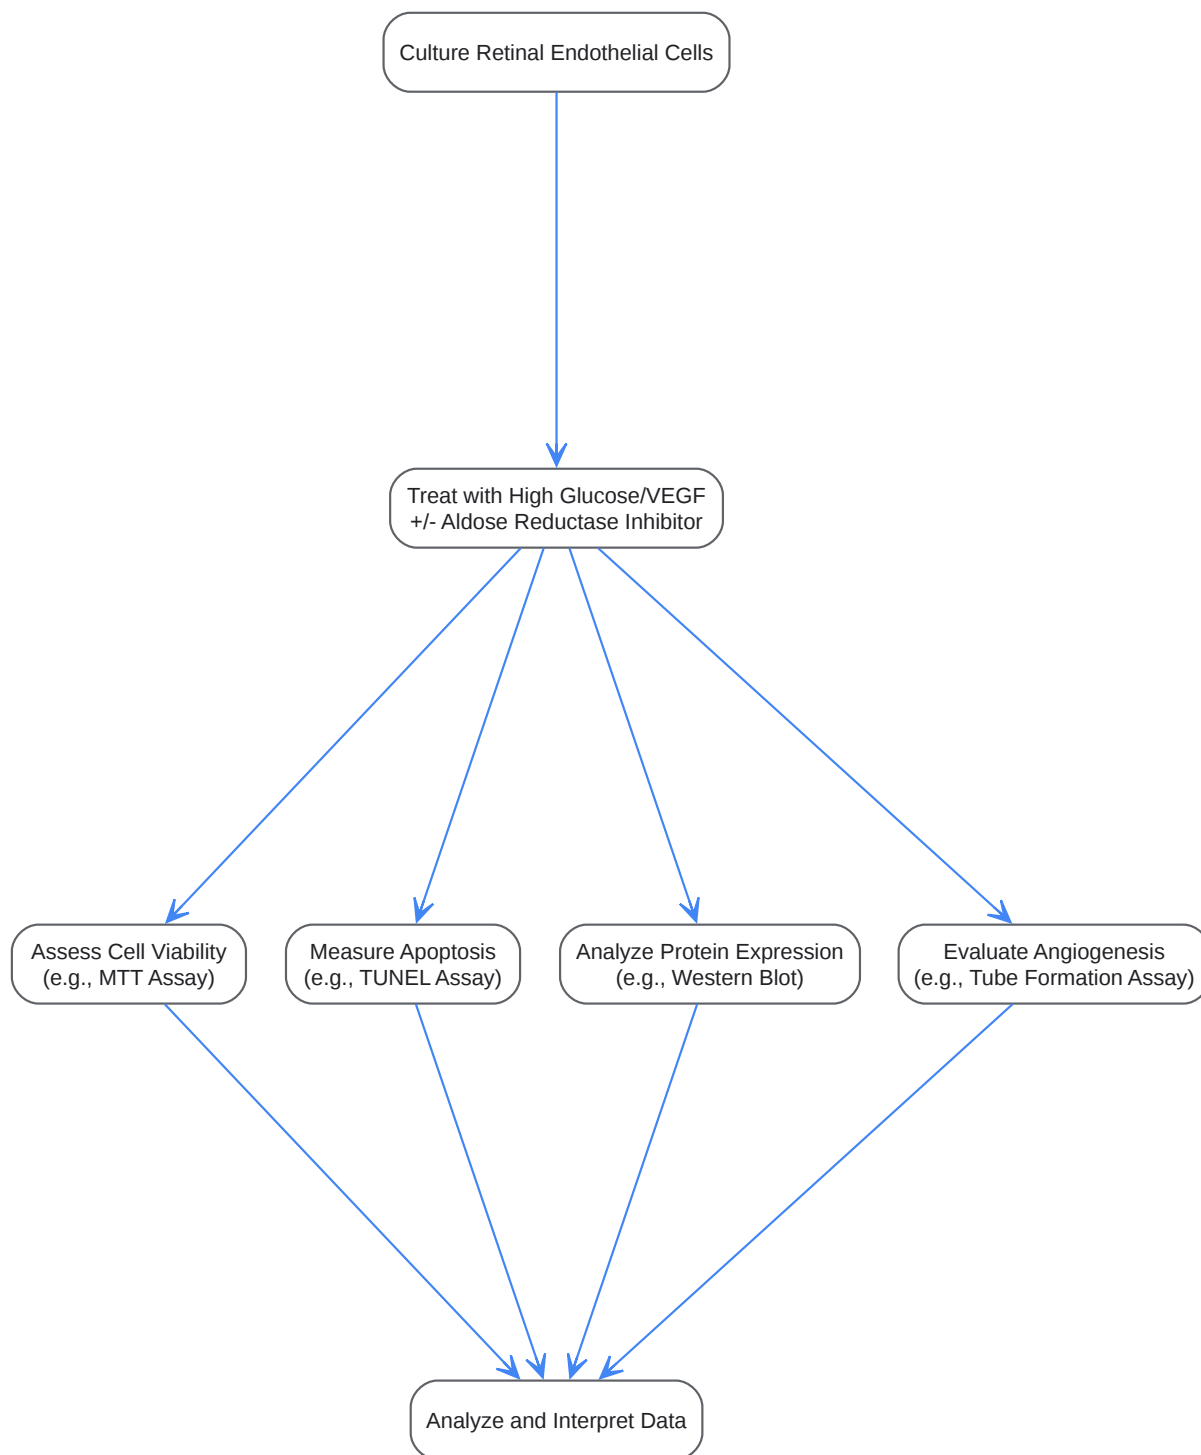 Culture Retinal Endothelial Cells
Treat with High Glucose/VEGF
+/- Aldose Reductase Inhibitor
Assess Cell Viability
(e.g., MTT Assay)
Measure Apoptosis
(e.g., TUNEL Assay)
Analyze Protein Expression
(e.g., Western Blot)
Evaluate Angiogenesis
(e.g., Tube Formation Assay)
Analyze and Interpret Data